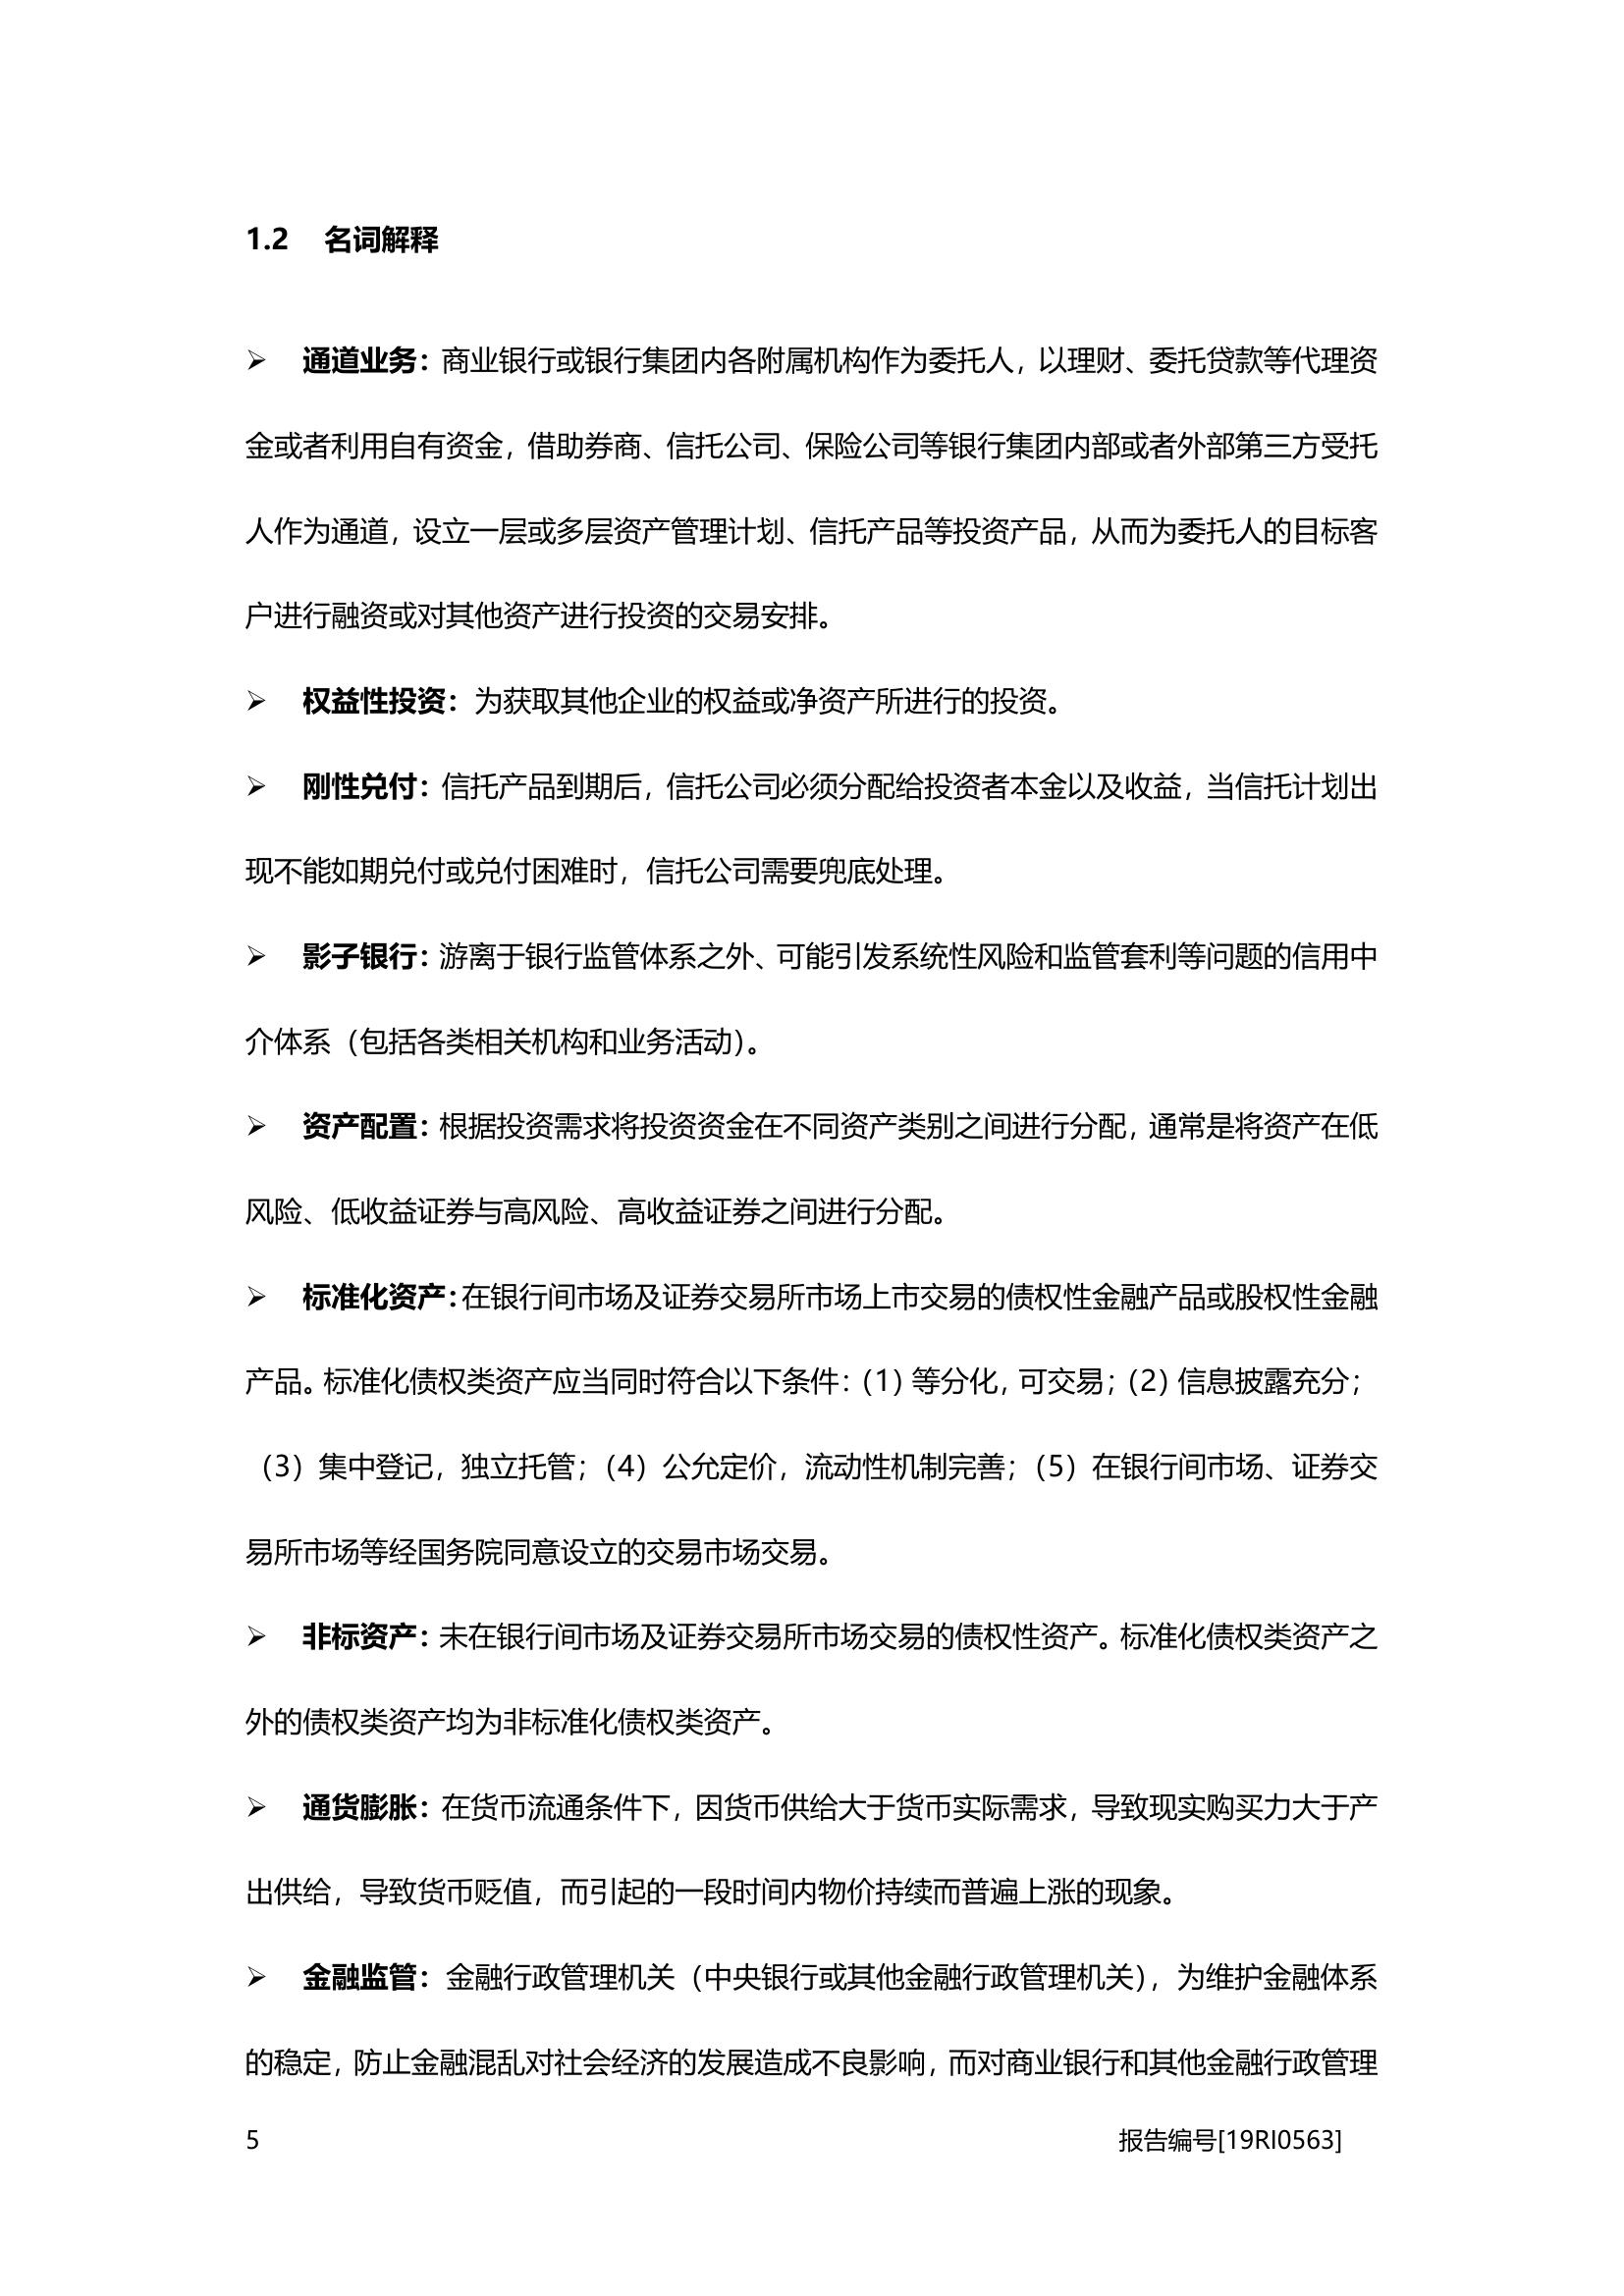 1.2 名词解释
➢ 通道业务：商业银行或银行集团内各附属机构作为委托人，以理财、委托贷款等代理资
金或者利用自有资金，借助券商、信托公司、保险公司等银行集团内部或者外部第三方受托
人作为通道，设立一层或多层资产管理计划、信托产品等投资产品，从而为委托人的目标客
户进行融资或对其他资产进行投资的交易安排。
➢ 权益性投资：为获取其他企业的权益或净资产所进行的投资。
➢ 刚性兑付：信托产品到期后，信托公司必须分配给投资者本金以及收益，当信托计划出
现不能如期兑付或兑付困难时，信托公司需要兜底处理。
➢ 影子银行：游离于银行监管体系之外、可能引发系统性风险和监管套利等问题的信用中
介体系（包括各类相关机构和业务活动）。
➢ 资产配置：根据投资需求将投资资金在不同资产类别之间进行分配，通常是将资产在低
风险、低收益证券与高风险、高收益证券之间进行分配。
➢ 标准化资产：在银行间市场及证券交易所市场上市交易的债权性金融产品或股权性金融
产品。标准化债权类资产应当同时符合以下条件：（1）等分化，可交易；（2）信息披露充分；
（3）集中登记，独立托管；（4）公允定价，流动性机制完善；（5）在银行间市场、证券交
易所市场等经国务院同意设立的交易市场交易。
➢ 非标资产：未在银行间市场及证券交易所市场交易的债权性资产。标准化债权类资产之
外的债权类资产均为非标准化债权类资产。
➢ 通货膨胀：在货币流通条件下，因货币供给大于货币实际需求，导致现实购买力大于产
出供给，导致货币贬值，而引起的一段时间内物价持续而普遍上涨的现象。
➢ 金融监管：金融行政管理机关（中央银行或其他金融行政管理机关），为维护金融体系
的稳定，防止金融混乱对社会经济的发展造成不良影响，而对商业银行和其他金融行政管理
5 报告编号[19RI0563]